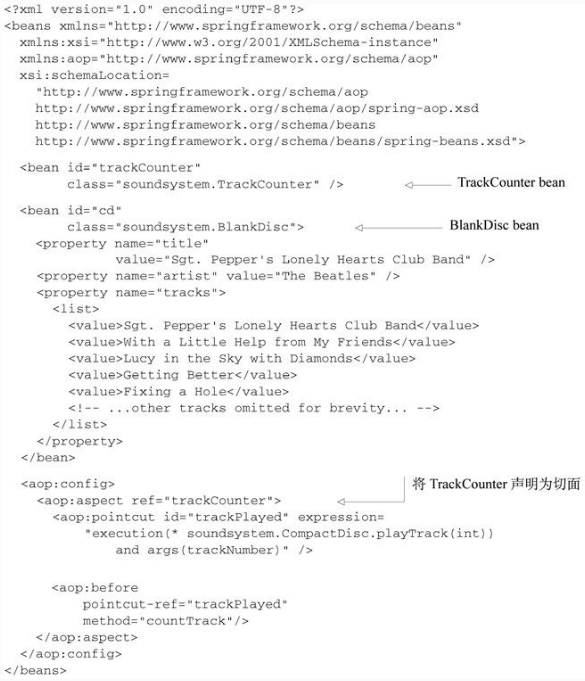 <?xml version="1.0" encoding="UTF-8"?>
<beans xmlns="http://www.springframework.org/schema/beans"
  xmlns:xsi="http://www.w3.org/2001/XMLSchema-instance"
  xmlns:aop="http://www.springframework.org/schema/aop"
  xsi:schemaLocation=
    "http://www.springframework.org/schema/aop
    http://www.springframework.org/schema/aop/spring-aop.xsd
    http://www.springframework.org/schema/beans
    http://www.springframework.org/schema/beans/spring-beans.xsd">
  <bean id="trackCounter"
        class="soundsystem.TrackCounter" /> TrackCounter bean
  <bean id="cd"
        class="soundsystem.BlankDisc"> BlankDisc bean
    <property name="title"
              value="Sgt. Pepper's Lonely Hearts Club Band" />
    <property name="artist" value="The Beatles" />
    <property name="tracks">
      <list>
        <value>Sgt. Pepper's Lonely Hearts Club Band</value>
        <value>With a Little Help from My Friends</value>
        <value>Lucy in the Sky with Diamonds</value>
        <value>Getting Better</value>
        <value>Fixing a Hole</value>
        <!-- ...other tracks omitted for brevity... -->
      </list>
    </property>
  </bean>
  <aop:config> 将 TrackCounter 声明为切面
    <aop:aspect ref="trackCounter">
      <aop:pointcut id="trackPlayed" expression=
          "execution(* soundsystem.CompactDisc.playTrack(int))
              and args(trackNumber)" />
      <aop:before
          pointcut-ref="trackPlayed"
          method="countTrack"/>
    </aop:aspect>
  </aop:config>
</beans>